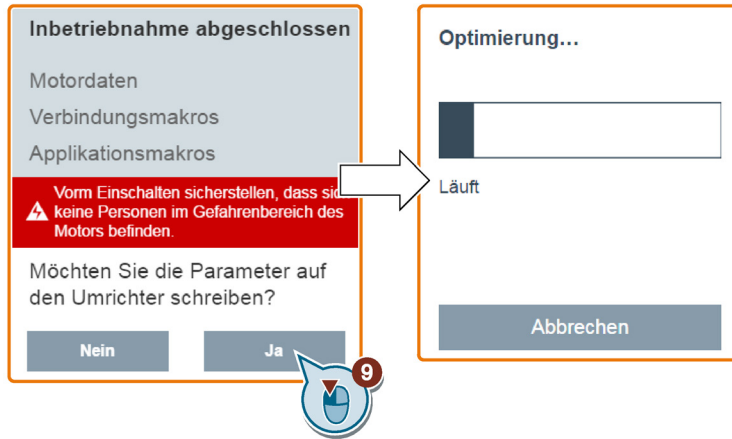 Inbetriebnahme abgeschlossen
Motordaten
Verbindungsmakros
Applikationsmakros
Vorm Einschalten sicherstellen, dass sic
keine Personen im Gefahrenbereich des
Motors befinden.
Möchten Sie die Parameter auf
den Umrichter schreiben?
Nein
Ja
9
Optimierung...
Läuft
Abbrechen